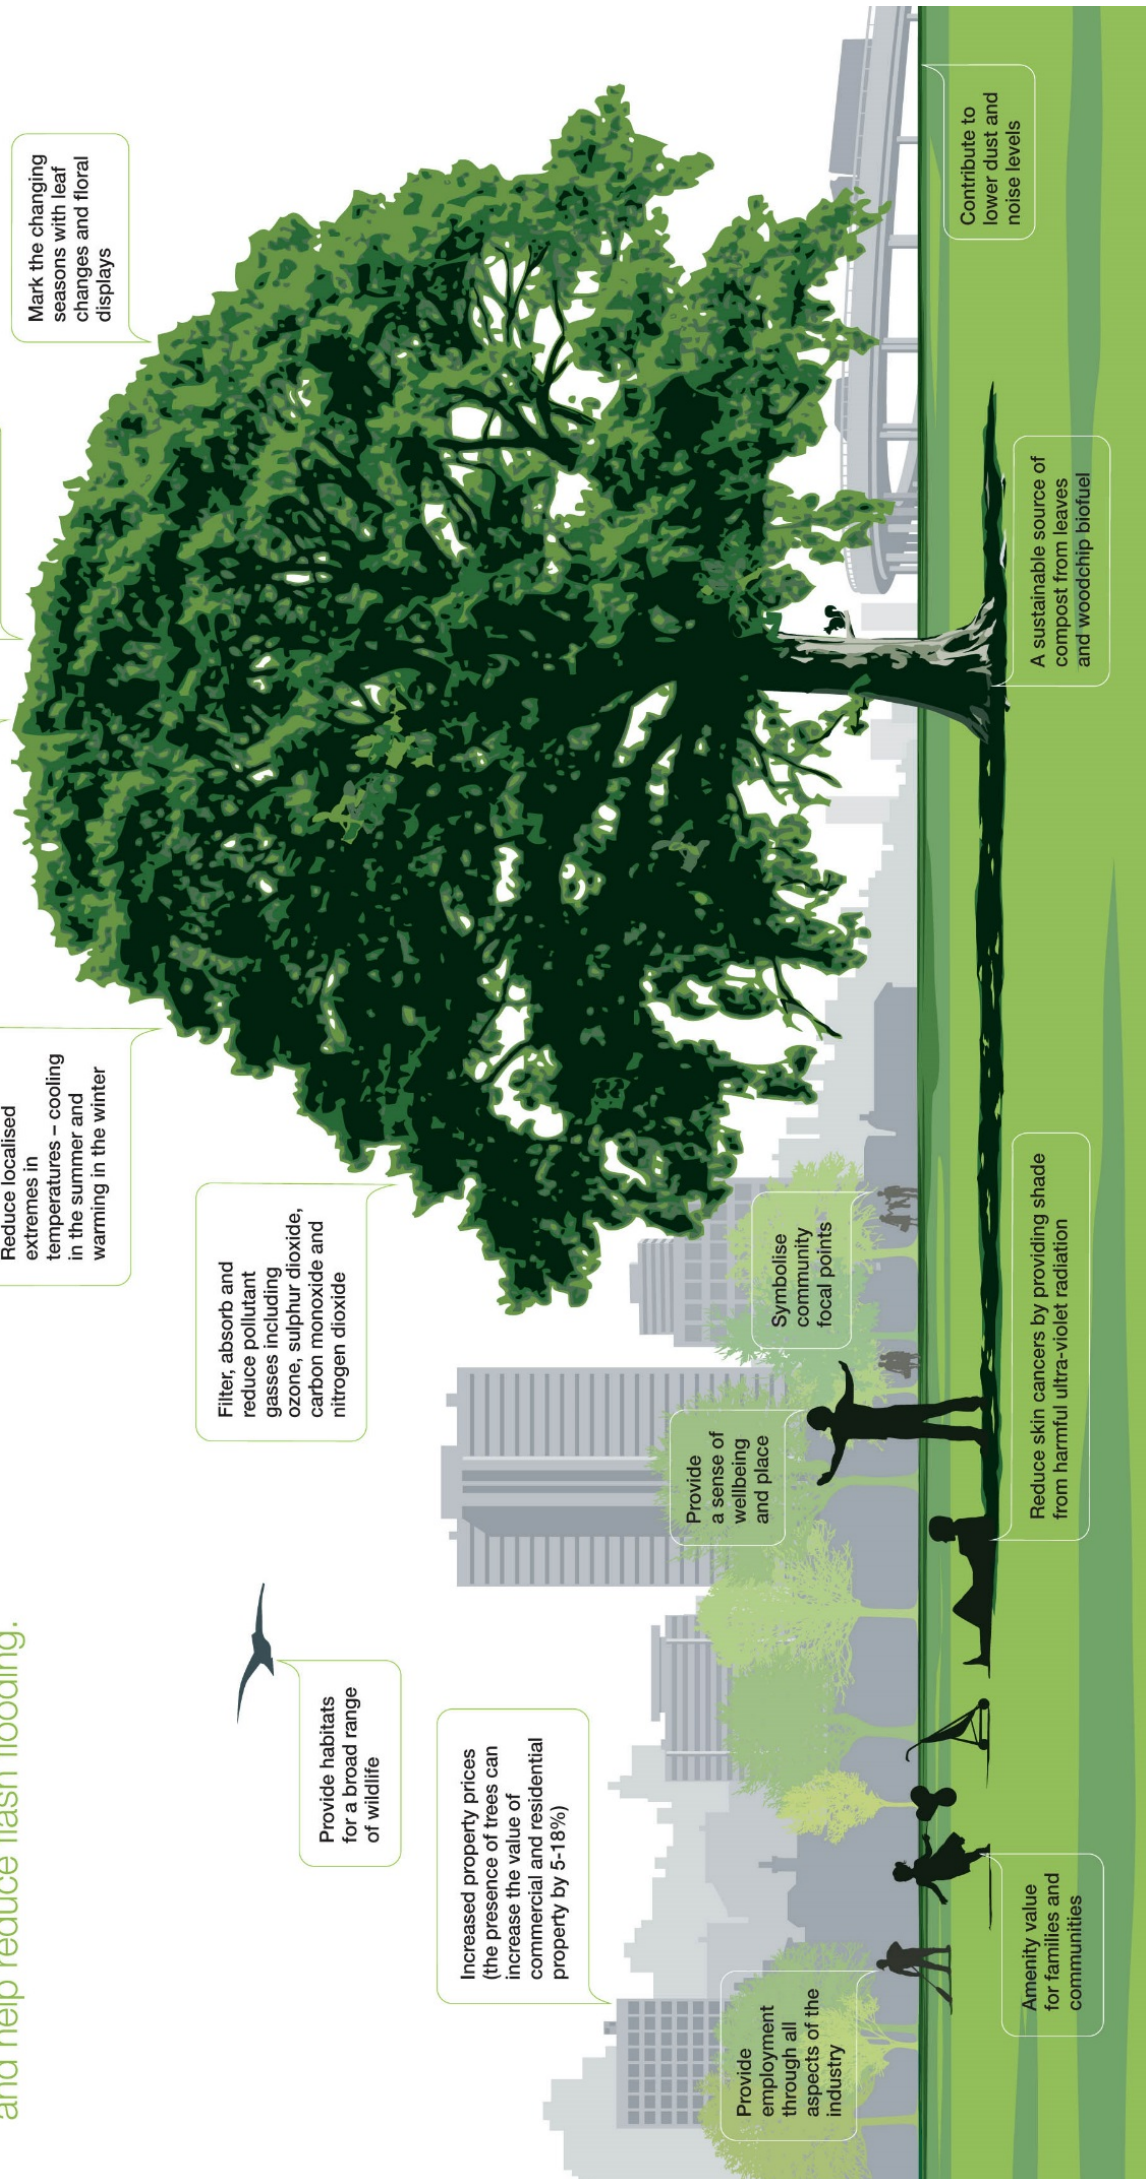 and help reduce flash flooding.
Reduce localised
extremes in
temperatures – cooling
in the summer and
warming in the winter
Mark the changing
seasons with leaf
changes and floral
displays
Filter, absorb and
reduce pollutant
gasses including
ozone, sulphur dioxide,
carbon monoxide and
nitrogen dioxide
Provide habitats
for a broad range
of wildlife
Increased property prices
(the presence of trees can
increase the value of
commercial and residential
property by 5-18%)
Provide
a sense of
wellbeing
and place
Symbolise
community
focal points
Provide
employment
through all
aspects of the
industry
Contribute to
lower dust and
noise levels
Amenity value
for families and
communities
Reduce skin cancers by providing shade
from harmful ultra-violet radiation
A sustainable source of
compost from leaves
and woodchip biofuel